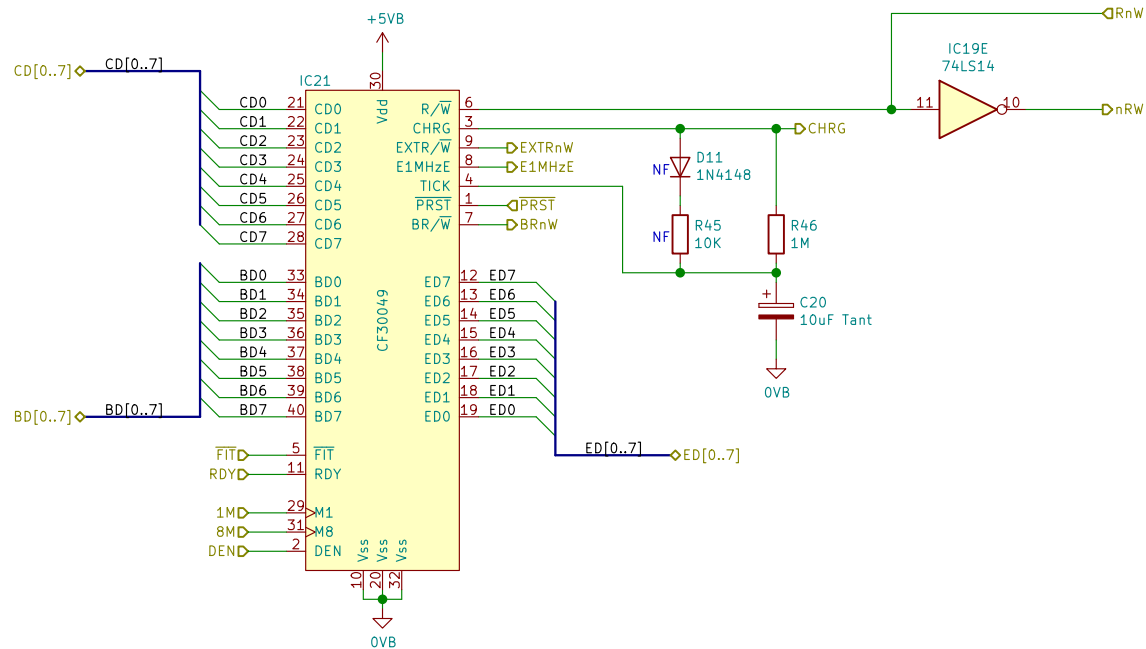 +5VB
RnW
IC19E
74LS14
11
10
nRW
CD[0..7]
CD[0..7]
IC21
30
Vdd
CD0 21 CD0
CD1 22 CD1
CD2 23 CD2
CD3 24 CD3
CD4 25 CD4
CD5 26 CD5
CD6 27 CD6
CD7 28 CD7
R/W 6
CHRG 3
CHRG
EXTR/W 9 EXTRnW
E1MHzE 8 E1MHzE
TICK 4
PRST 1 PRST
BR/W 7 BRnW
NF
D11
1N4148
NF
R45
10K
R46
1M
+
C20
10uF Tant
0VB
BD0 33 BD0
BD1 34 BD1
BD2 35 BD2
BD3 36 BD3
BD4 37 BD4
BD5 38 BD5
BD6 39 BD6
BD7 40 BD7
BD[0..7]
BD[0..7]
CF30049
ED7 12 ED7
ED6 13 ED6
ED5 14 ED5
ED4 15 ED4
ED3 16 ED3
ED2 17 ED2
ED1 18 ED1
ED0 19 ED0
ED[0..7]
ED[0..7]
FIT 5 FIT
RDY 11 RDY
1M 29 M1
8M 31 M8
DEN 2 DEN
Vss Vss Vss
10 20 32
0VB